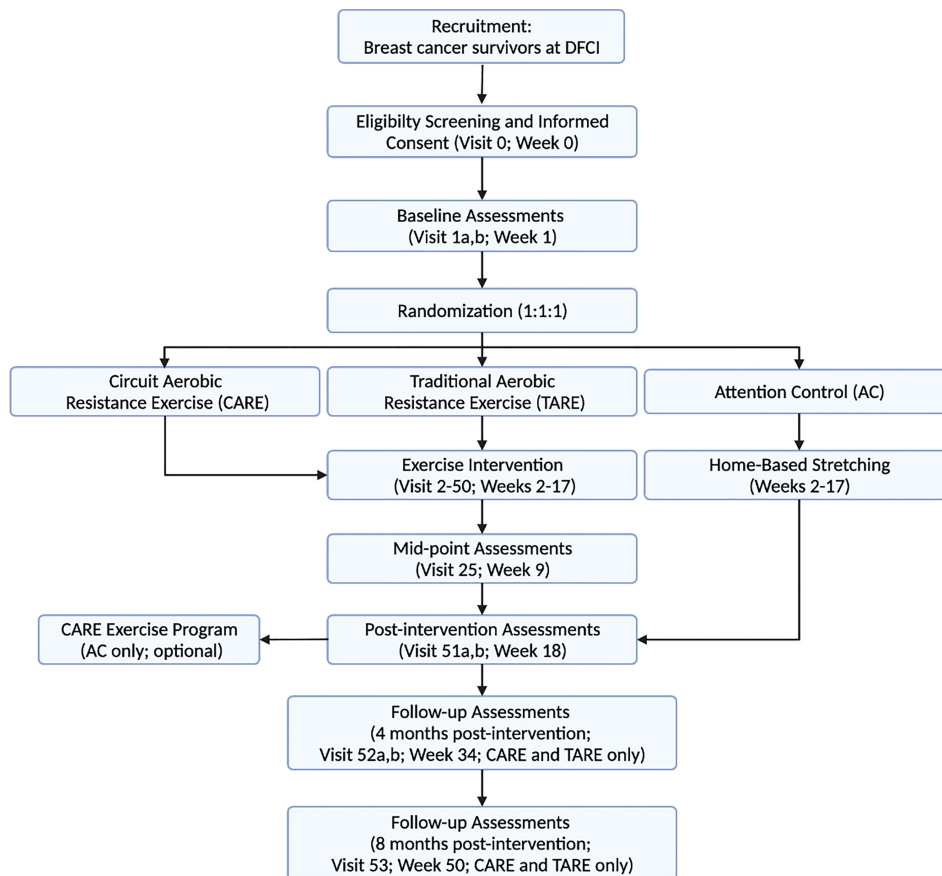 Recruitment:
Breast cancer survivors at DFCI
Eligibilty Screening and Informed
Consent (Visit 0; Week 0)
Baseline Assessments
(Visit 1a,b; Week 1)
Randomization (1:1:1)
Circuit Aerobic
Resistance Exercise (CARE)
Traditional Aerobic
Resistance Exercise (TARE)
Attention Control (AC)
Exercise Intervention
(Visit 2-50; Weeks 2-17)
Home-Based Stretching
(Weeks 2-17)
Mid-point Assessments
(Visit 25; Week 9)
CARE Exercise Program
(AC only; optional)
Post-intervention Assessments
(Visit 51a,b; Week 18)
Follow-up Assessments
(4 months post-intervention;
Visit 52a,b; Week 34; CARE and TARE only)
Follow-up Assessments
(8 months post-intervention;
Visit 53; Week 50; CARE and TARE only)